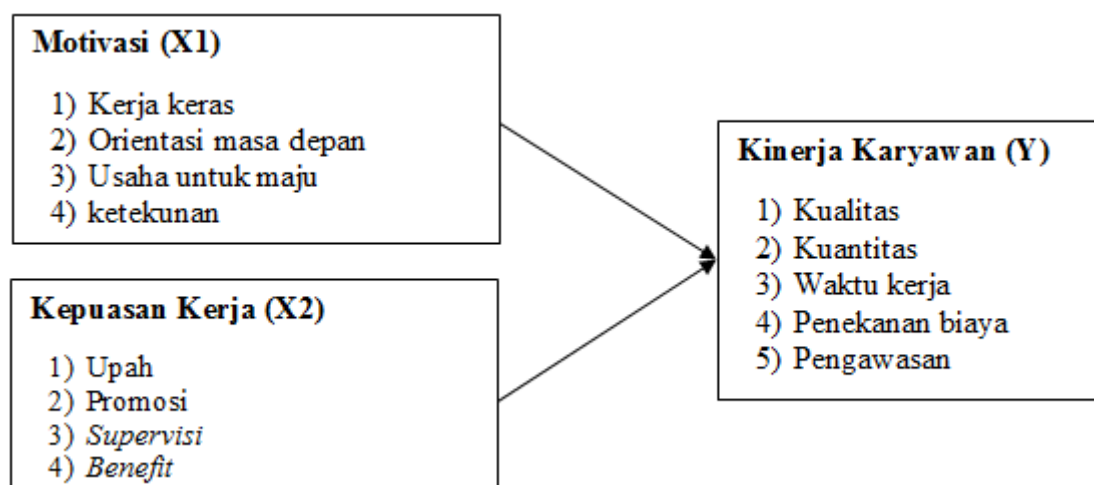 Motivasi (X1)
1) Kerja keras
2) Orientasi masa depan
3) Usaha untuk maju
4) ketekunan
Kepuasan Kerja (X2)
1) Upah
2) Promosi
3) Supervisi
4) Benefit
Kinerja Karyawan (Y)
1) Kualitas
2) Kuantitas
3) Waktu kerja
4) Penekanan biaya
5) Pengawasan